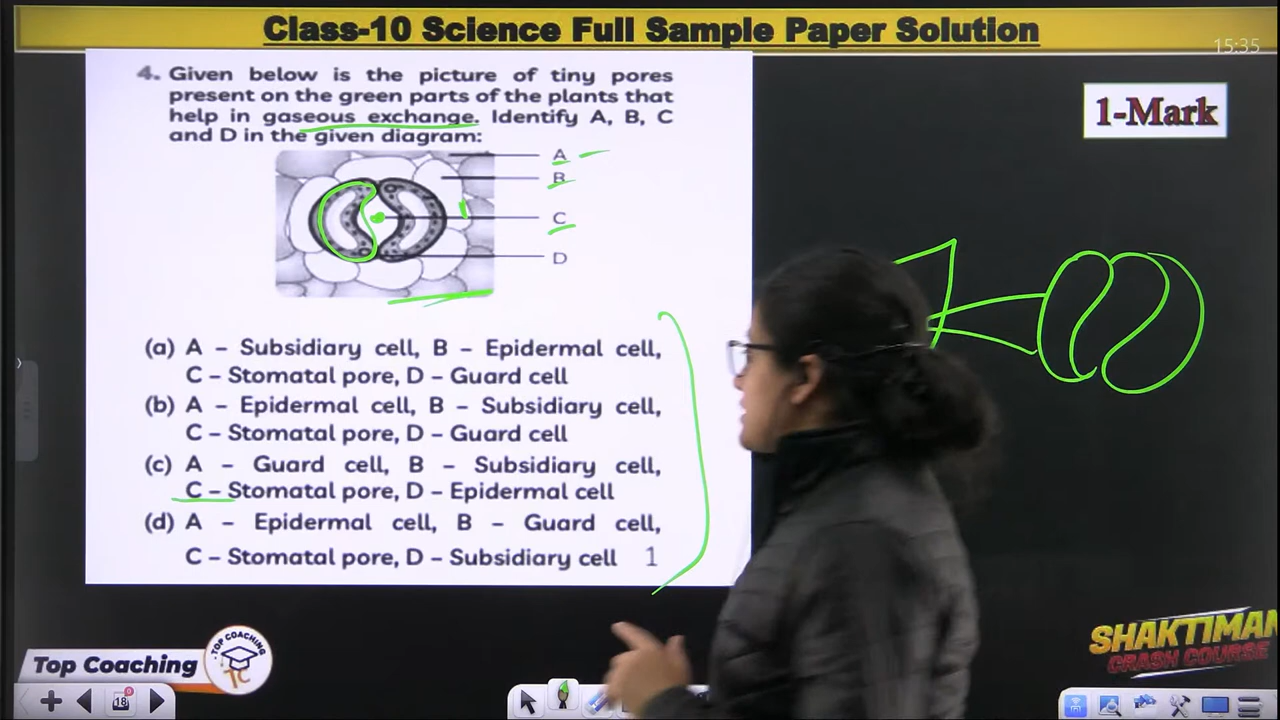 Class-10 Science Full Sample Paper Solution
15:35
1-Mark
4. Given below is the picture of tiny pores
present on the green parts of the plants that
help in gaseous exchange. Identify A, B, C
and D in the given diagram:
A
B
C
D
(a) A – Subsidiary cell, B – Epidermal cell,
C – Stomatal pore, D – Guard cell
(b) A – Epidermal cell, B – Subsidiary cell,
C – Stomatal pore, D – Guard cell
(c) A – Guard cell, B – Subsidiary cell,
C – Stomatal pore, D – Epidermal cell
(d) A – Epidermal cell, B – Guard cell,
C – Stomatal pore, D – Subsidiary cell 1
Top Coaching
TOP COACHING
TC
SHAKTIMAN
CRASH COURSE
18